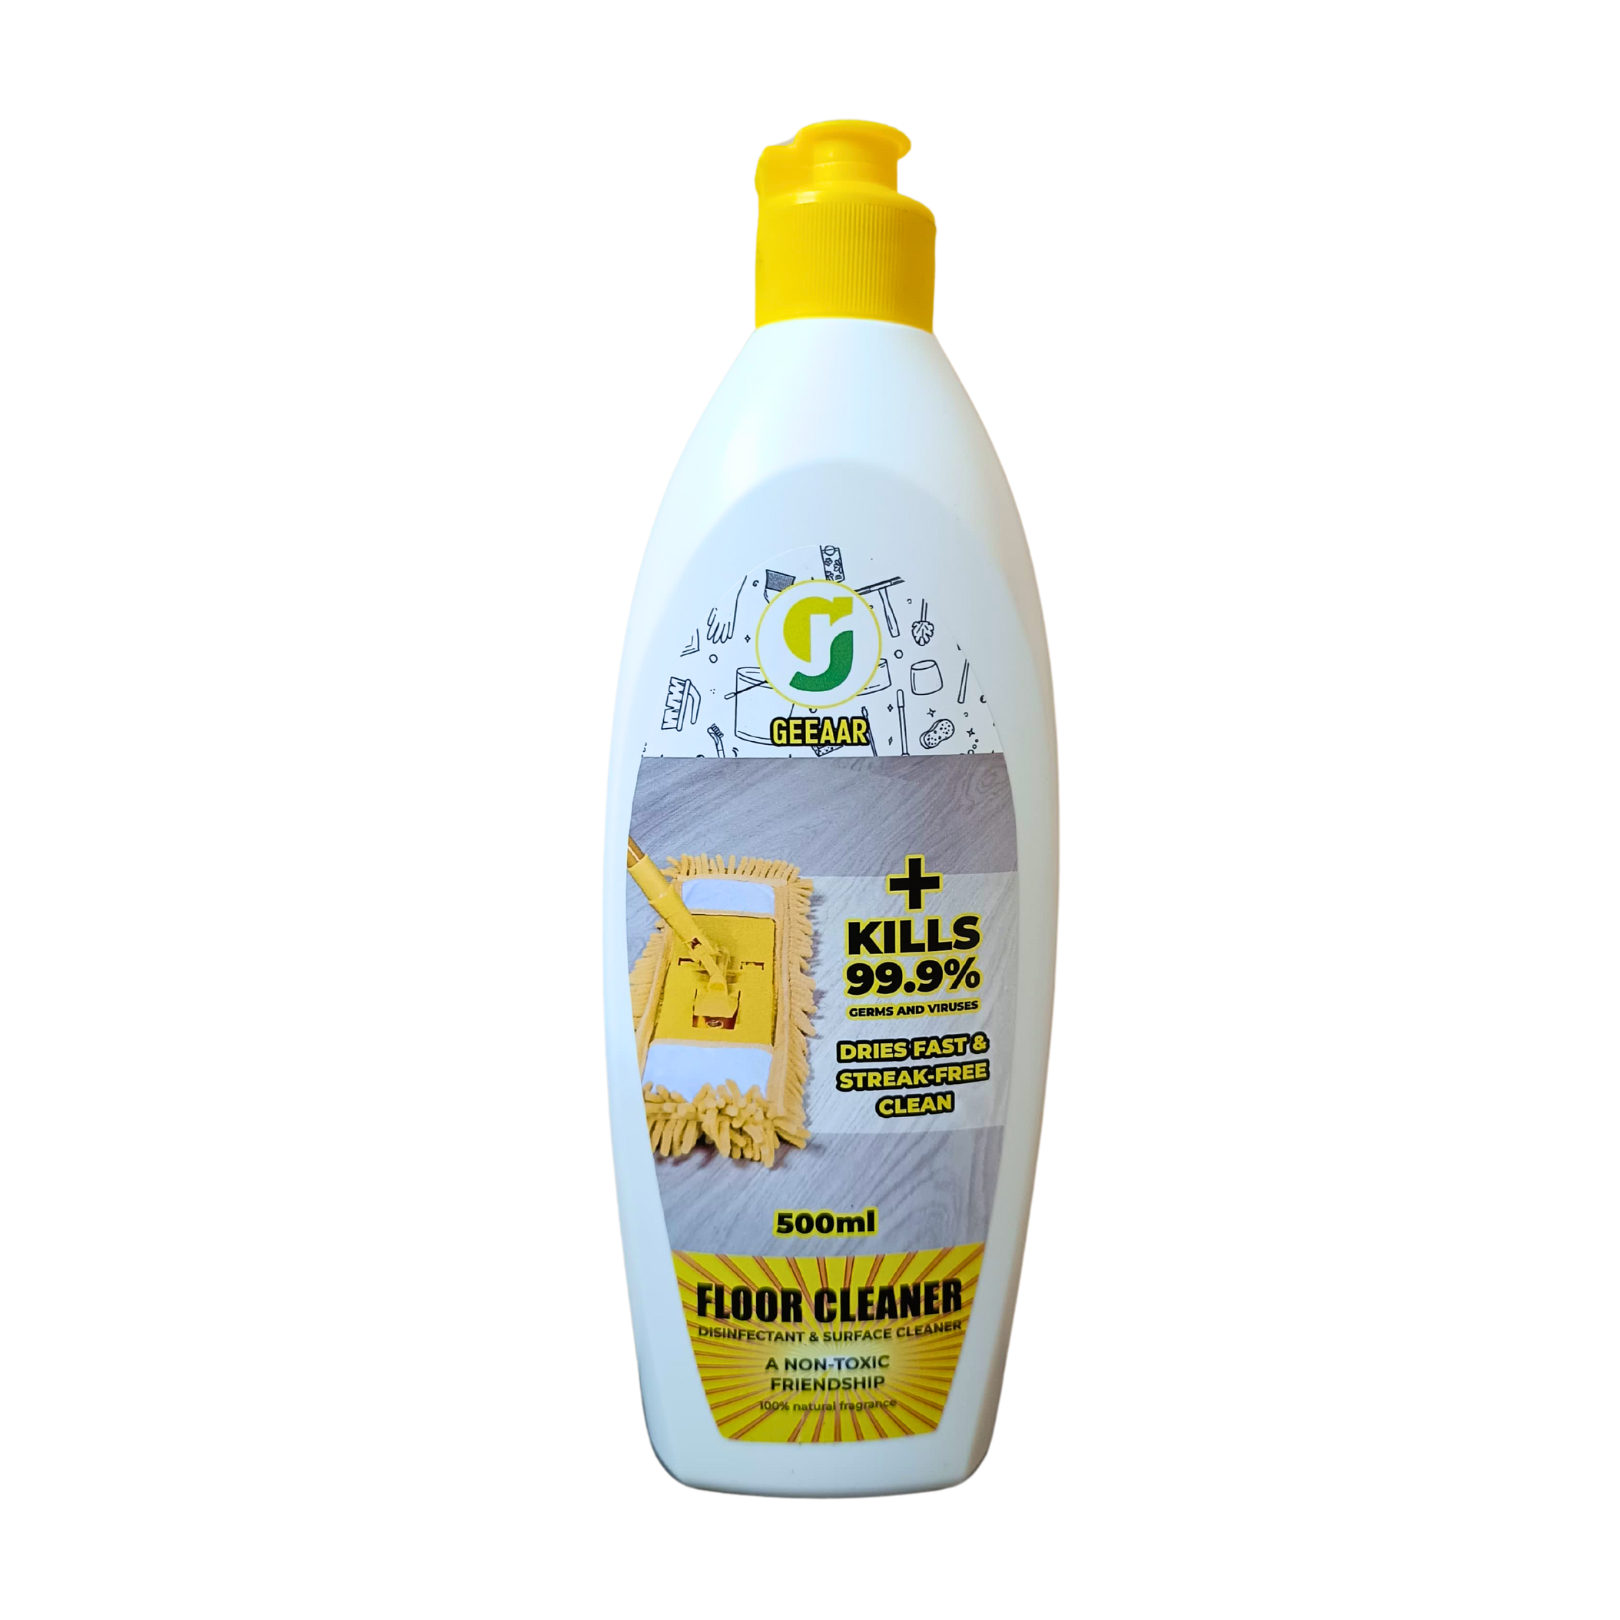 gr
GEEAAR
+
KILLS
99.9%
GERMS AND VIRUSES
DRIES FAST &
STREAK-FREE
CLEAN
500ml
FLOOR CLEANER
DISINFECTANT & SURFACE CLEANER
A NON-TOXIC
FRIENDSHIP
100% natural fragrance